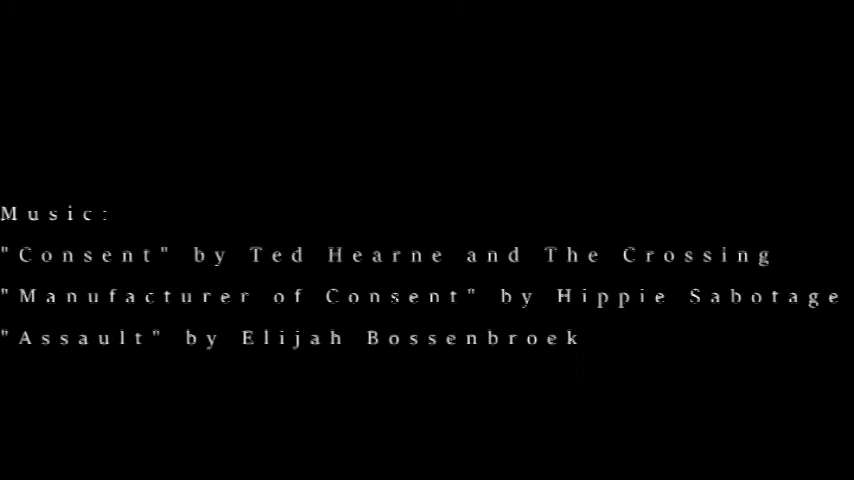 Music:
"Consent" by Ted Hearne and The Crossing
"Manufacturer of Consent" by Hippie Sabotage
"Assault" by Elijah Bossenbroek